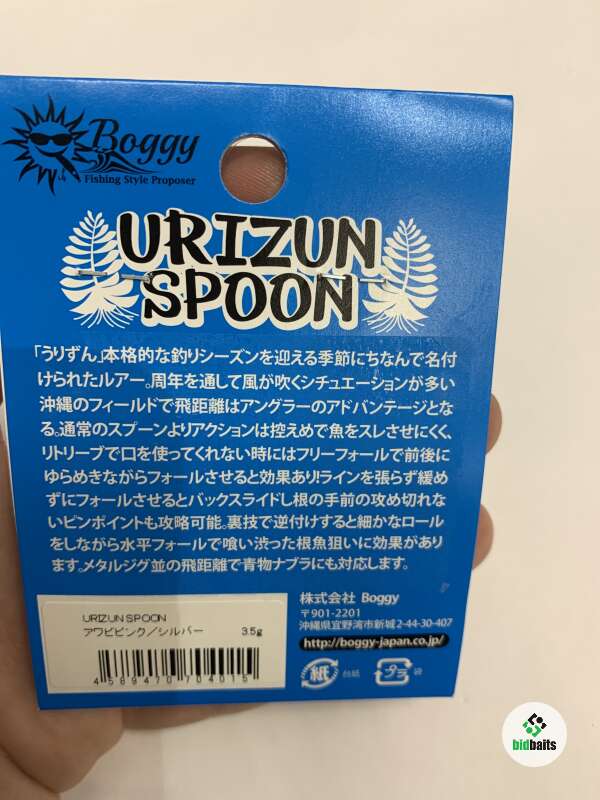 Boggy
Fishing Style Proposer
URIZUN
SPOON
「うりずん」本格的な釣りシーズンを迎える季節にちなんで名付
けられたルアー。周年を通して風が吹くシチュエーションが多い
沖縄のフィールドで飛距離はアングラーのアドバンテージとな
る。通常のスプーンよりアクションは控えめで魚をスレさせにくく、
リトリーブで口を使ってくれない時にはフリーフォールで前後に
ゆらめきながらフォールさせると効果あり!ラインを張らず緩め
ずにフォールさせるとバックスライドし根の手前の攻め切れな
いピンポイントも攻略可能。裏技で逆付けすると細かなロール
をしながら水平フォールで喰い渋った根魚狙いに効果があり
ます。メタルジグ並の飛距離で青物ナブラにも対応します。
URIZUN SPOON
アワビピンク/シルバー 3.5g
4589470704015
株式会社 Boggy
〒901-2201
沖縄県宜野湾市新城2-44-30-407
http://boggy-japan.co.jp/
紙 台紙 プラ 袋
bidbaits